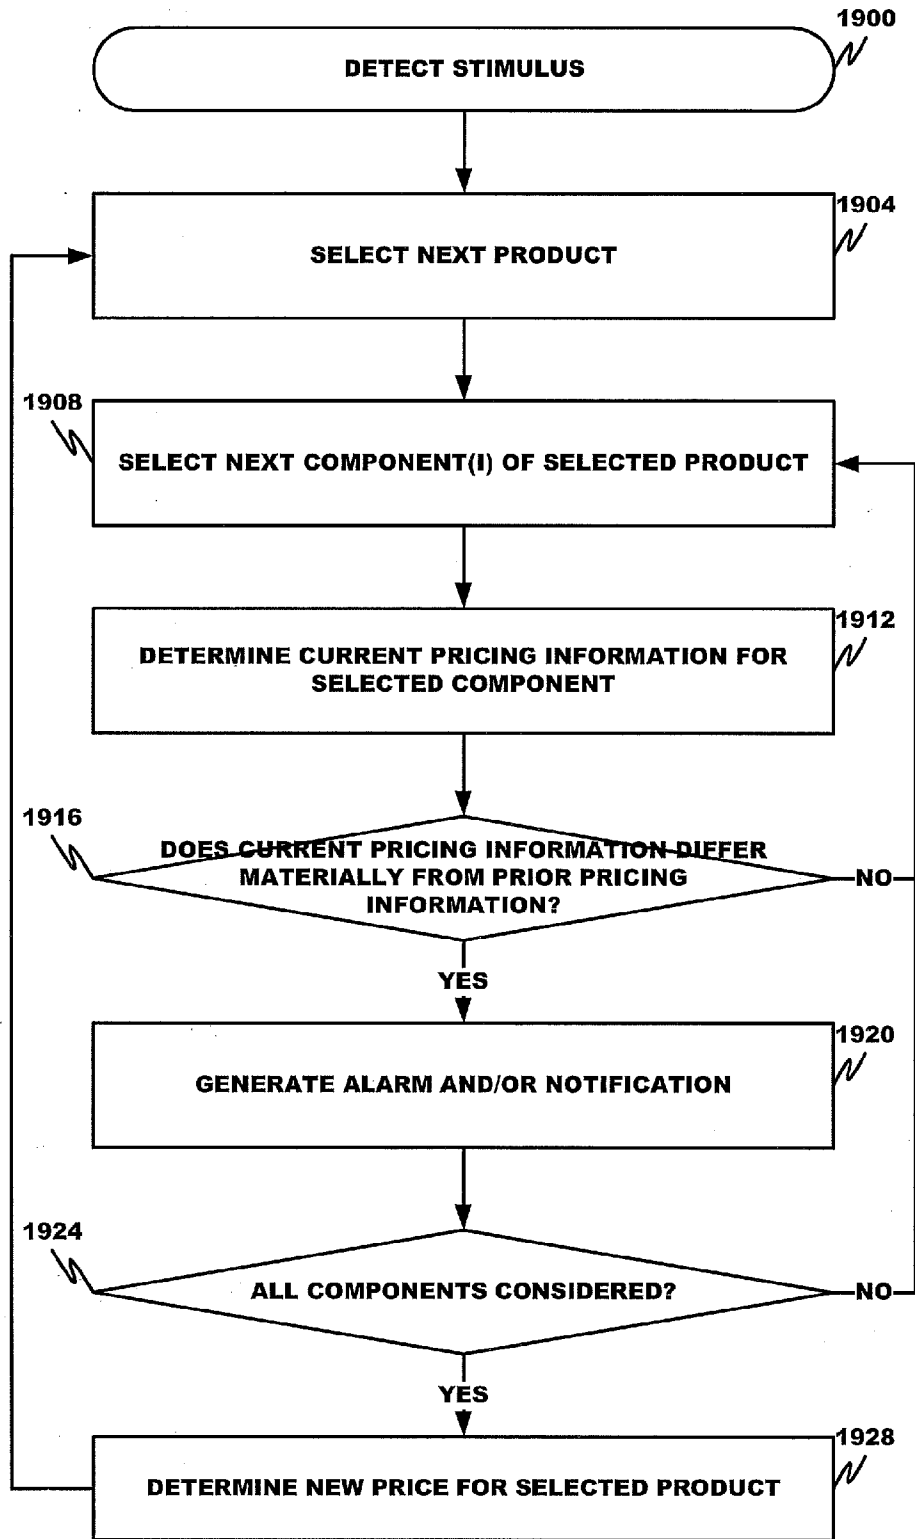 1900
DETECT STIMULUS
1904
SELECT NEXT PRODUCT
1908
SELECT NEXT COMPONENT(I) OF SELECTED PRODUCT
1912
DETERMINE CURRENT PRICING INFORMATION FOR
SELECTED COMPONENT
1916
DOES CURRENT PRICING INFORMATION DIFFER
MATERIALLY FROM PRIOR PRICING
INFORMATION?
NO
YES
1920
GENERATE ALARM AND/OR NOTIFICATION
1924
ALL COMPONENTS CONSIDERED?
NO
YES
1928
DETERMINE NEW PRICE FOR SELECTED PRODUCT